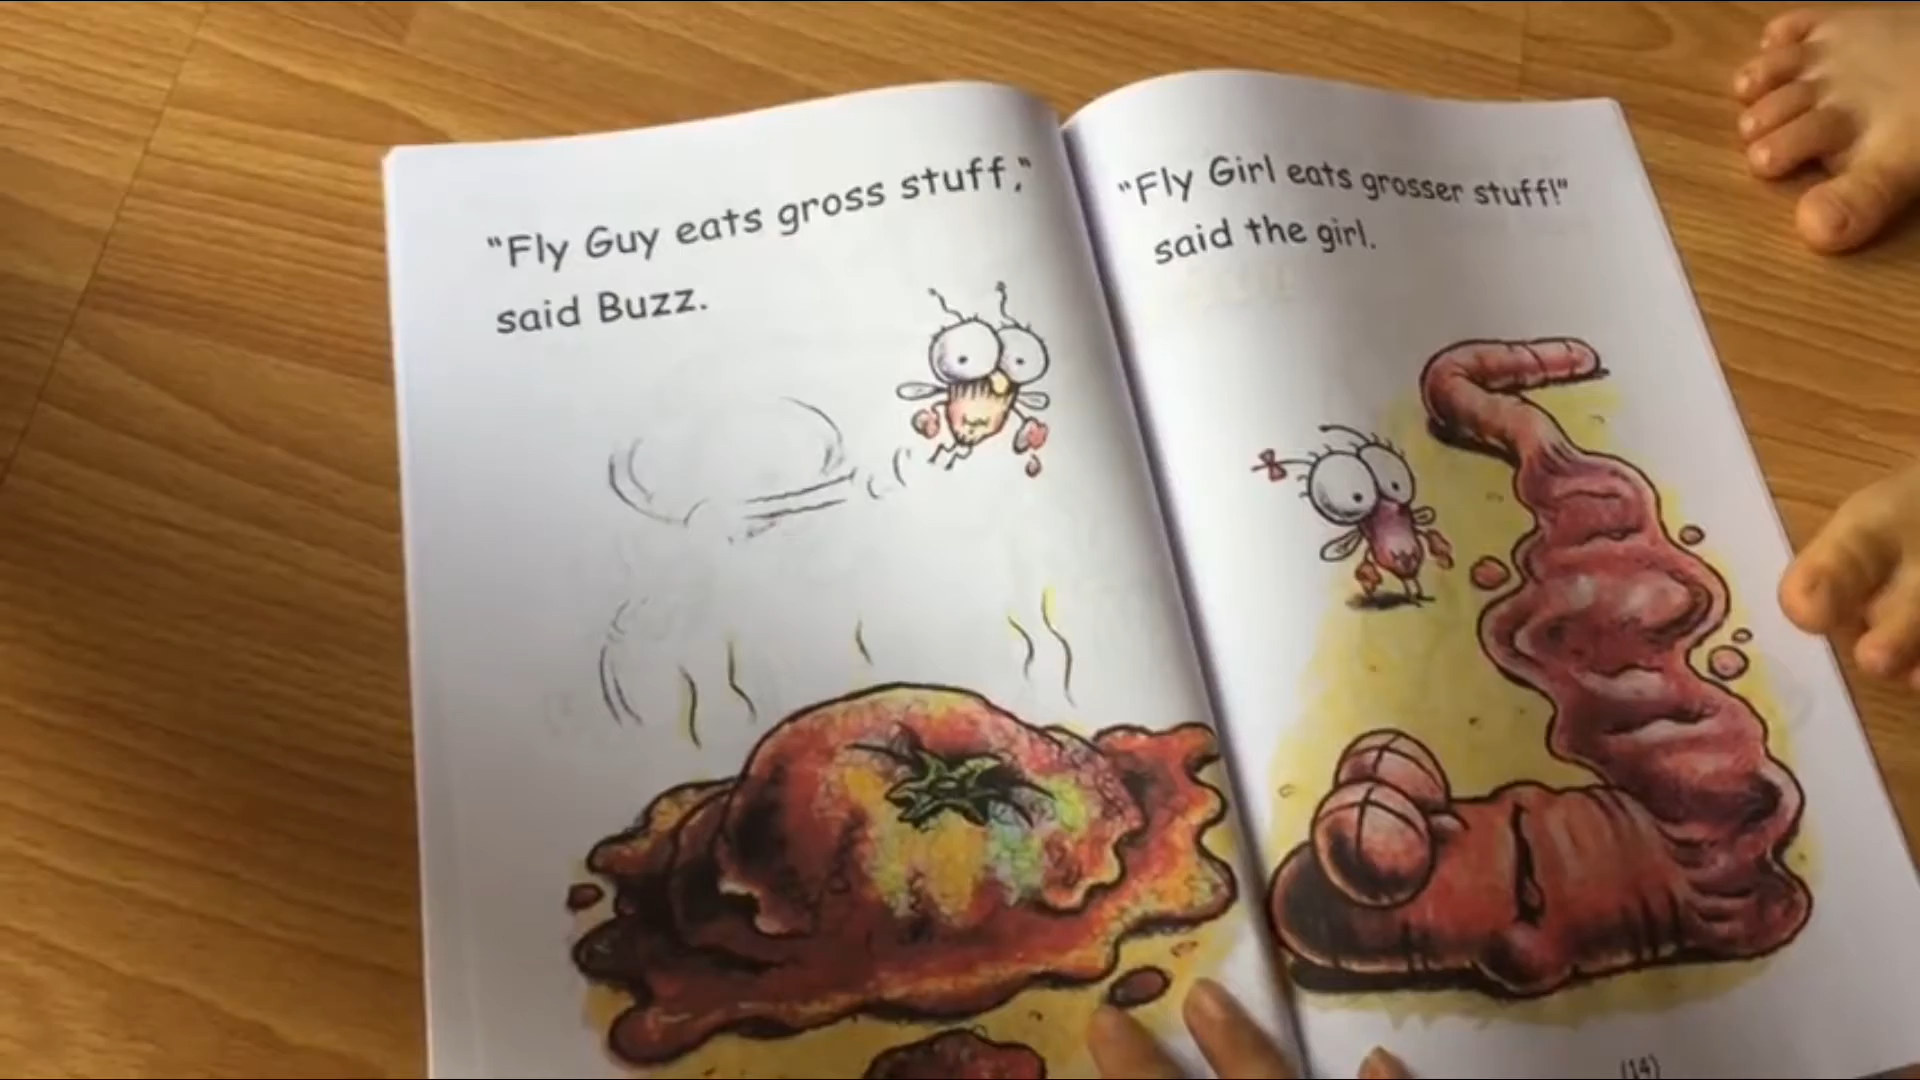 "Fly Guy eats gross stuff,"
said Buzz.
"Fly Girl eats grosser stuff!"
said the girl.
(14)